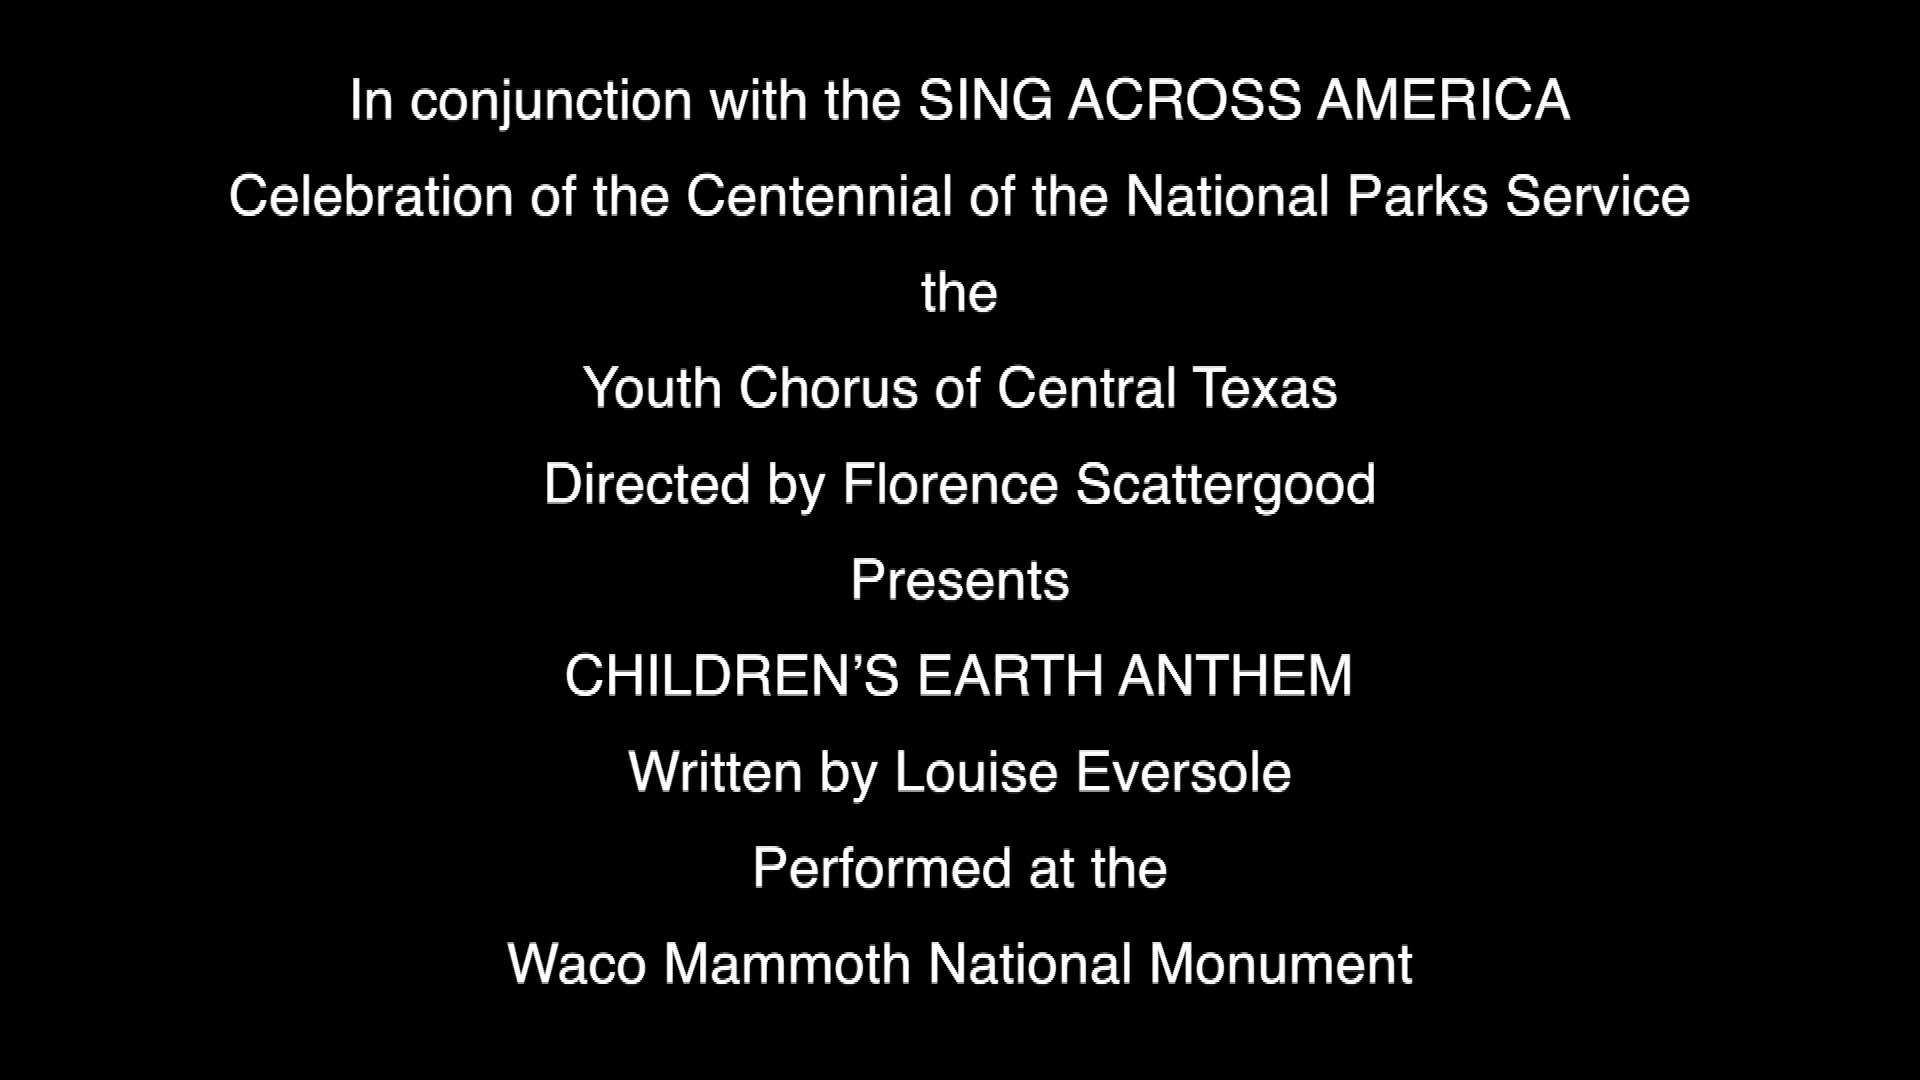 In conjunction with the SING ACROSS AMERICA
Celebration of the Centennial of the National Parks Service
the
Youth Chorus of Central Texas
Directed by Florence Scattergood
Presents
CHILDREN’S EARTH ANTHEM
Written by Louise Eversole
Performed at the
Waco Mammoth National Monument